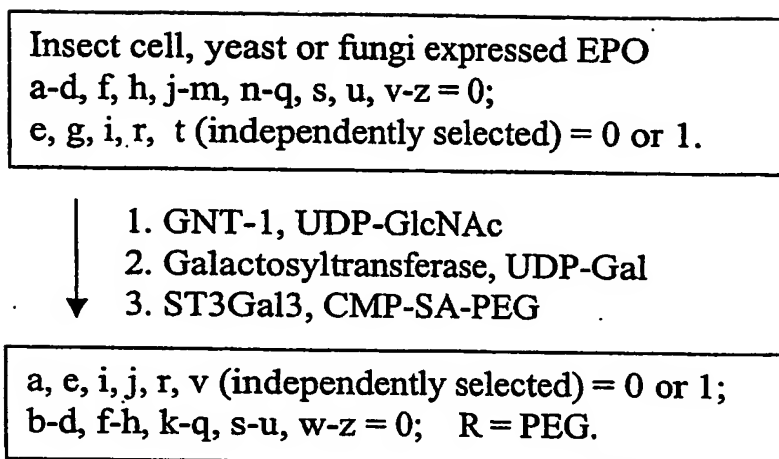 Insect cell, yeast or fungi expressed EPO
a-d, f, h, j-m, n-q, s, u, v-z = 0;
e, g, i, r, t (independently selected) = 0 or 1.
1. GNT-1, UDP-GlcNAc
2. Galactosyltransferase, UDP-Gal
3. ST3Gal3, CMP-SA-PEG
a, e, i, j, r, v (independently selected) = 0 or 1;
b-d, f-h, k-q, s-u, w-z = 0; R = PEG.